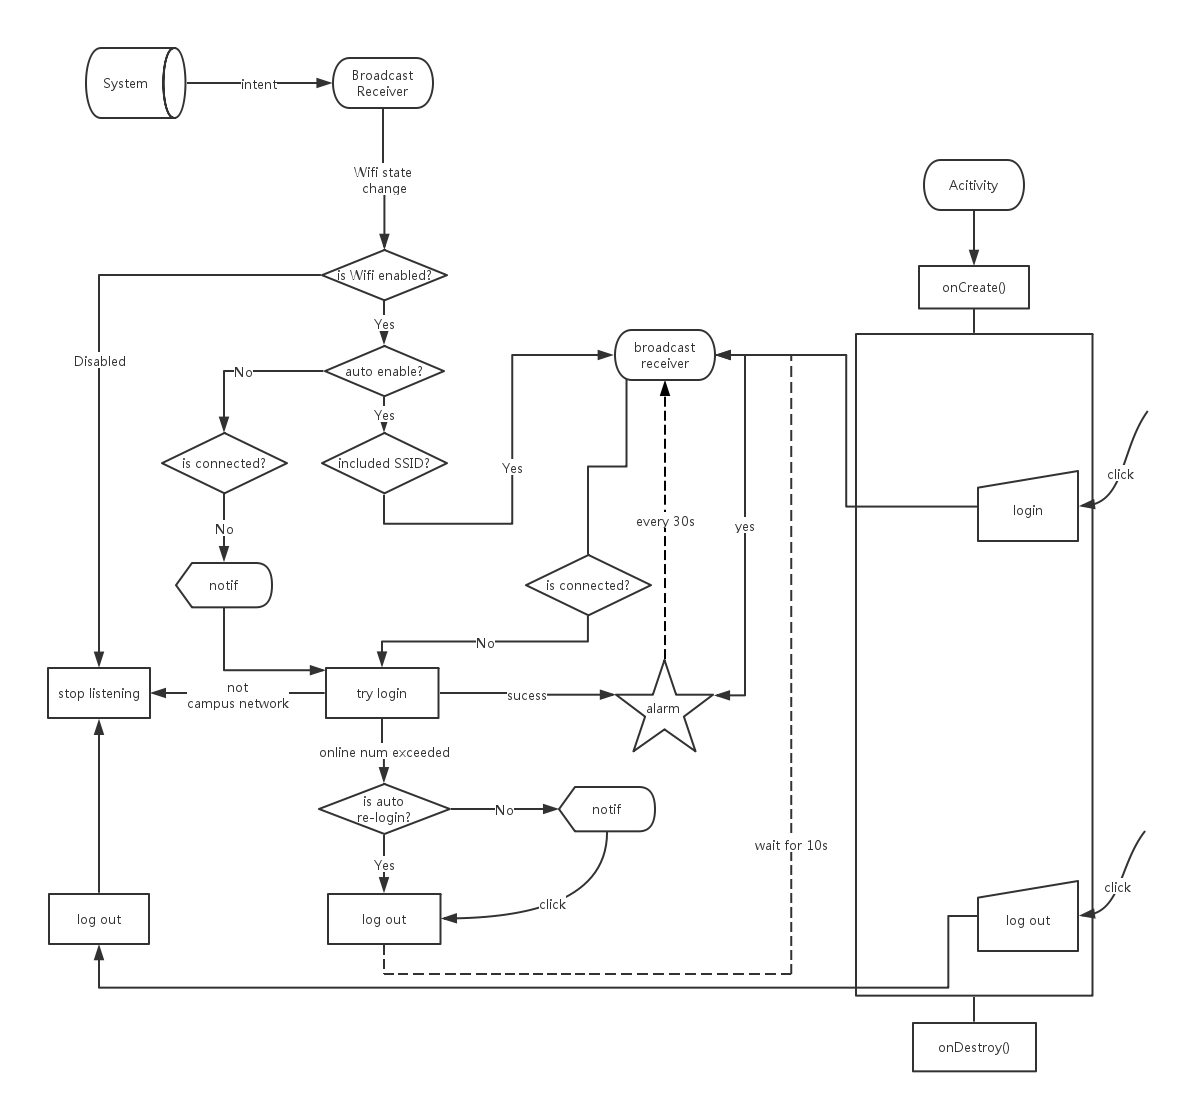 System
intent
Broadcast
Receiver
Wifi state
change
Acitivity
is Wifi enabled?
onCreate()
Yes
Disabled
broadcast
receiver
No
auto enable?
Yes
is connected?
included SSID?
Yes
click
login
every 30s
yes
No
notif
is connected?
No
stop listening
not
campus network
try login
sucess
alarm
online num exceeded
is auto
re-login?
No
notif
wait for 10s
Yes
click
click
log out
log out
log out
onDestroy()